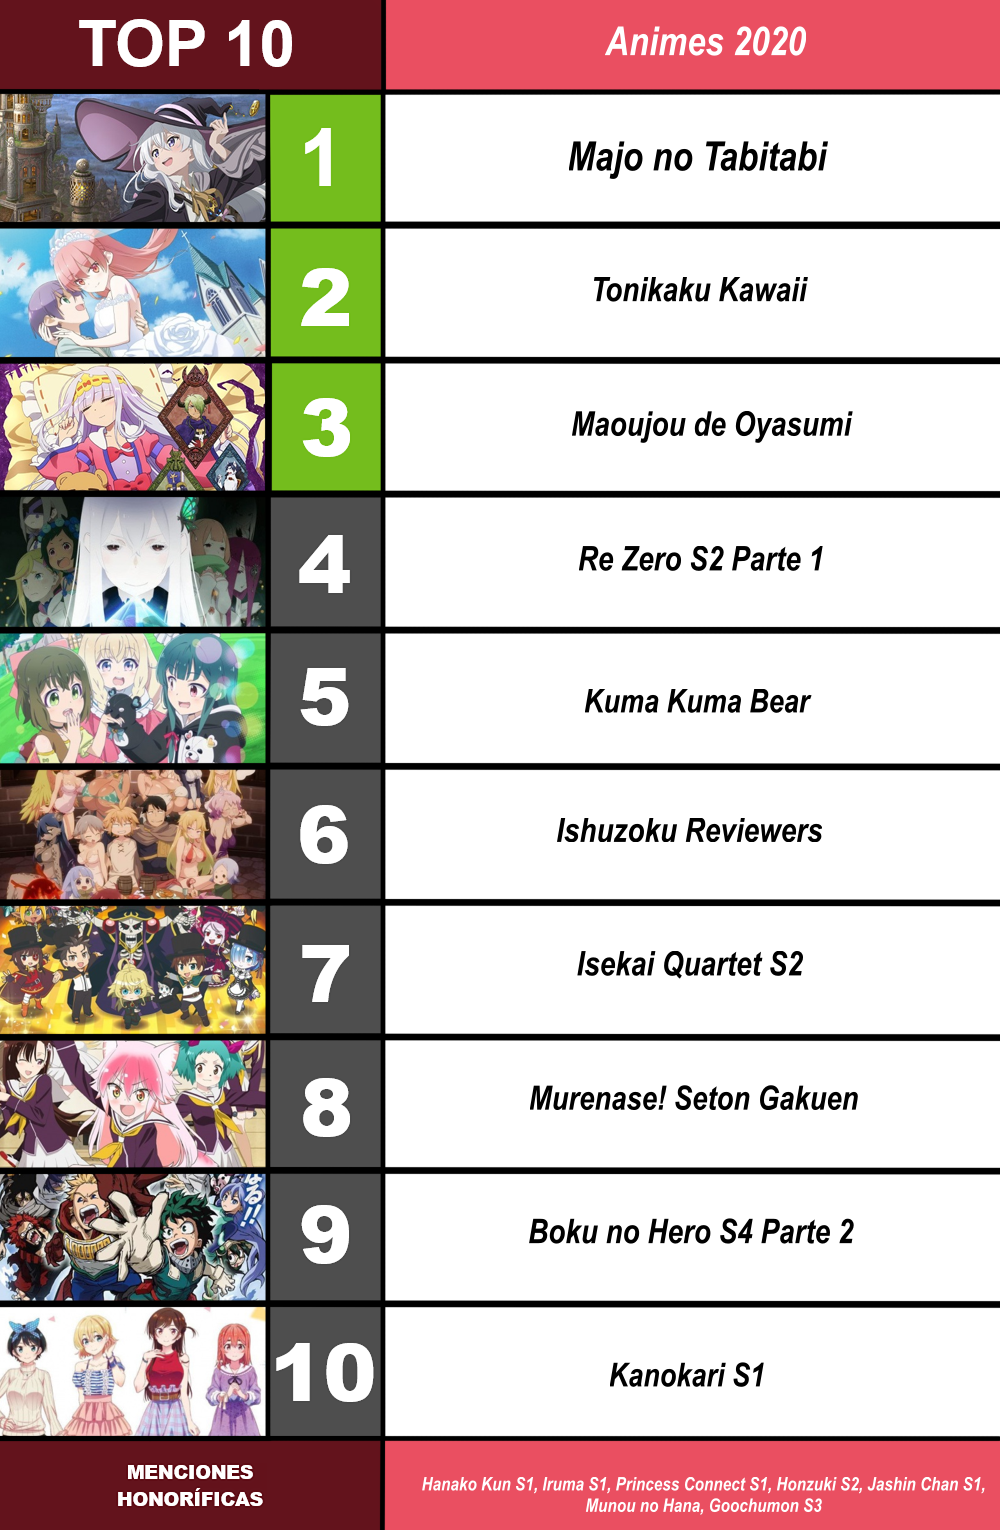 TOP 10
Animes 2020
1
Majo no Tabitabi
2
Tonikaku Kawaii
3
Maoujou de Oyasumi
4
Re Zero S2 Parte 1
5
Kuma Kuma Bear
6
Ishuzoku Reviewers
7
Isekai Quartet S2
8
Murenase! Seton Gakuen
9
Boku no Hero S4 Parte 2
10
Kanokari S1
MENCIONES
HONORÍFICAS
Hanako Kun S1, Iruma S1, Princess Connect S1, Honzuki S2, Jashin Chan S1,
Munou no Hana, Goochumon S3